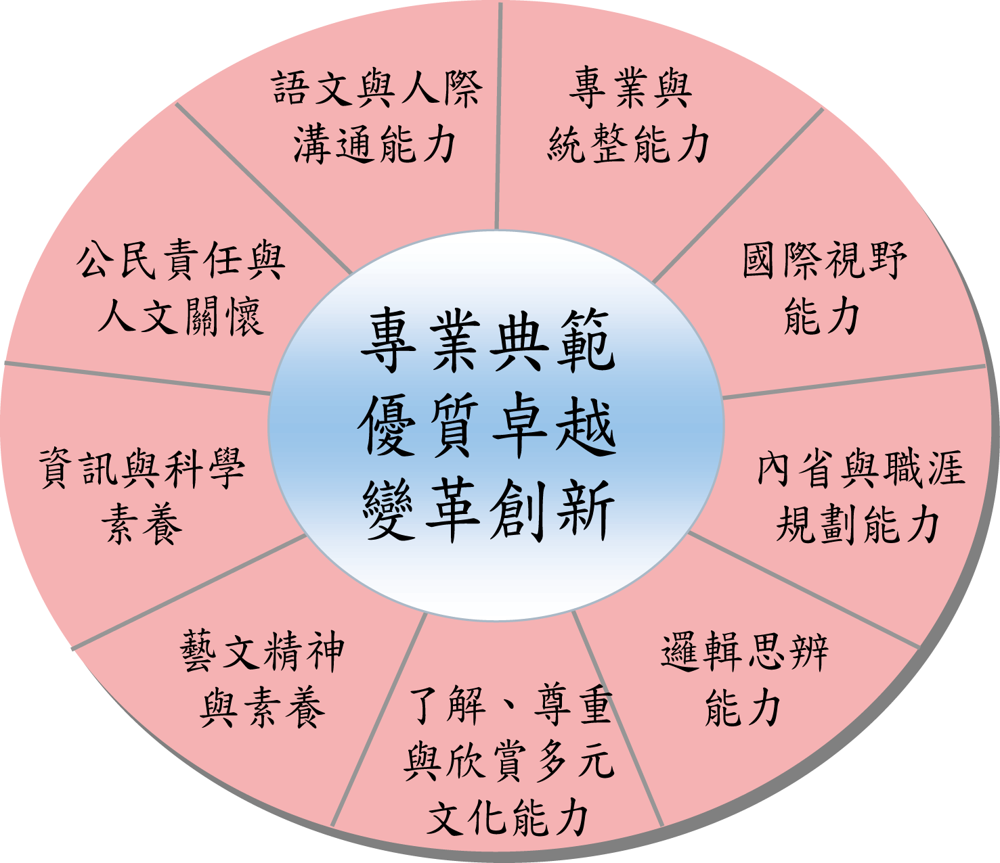 語文與人際
溝通能力
專業與
統整能力
國際視野
能力
內省與職涯
規劃能力
邏輯思辨
能力
了解、尊重
與欣賞多元
文化能力
藝文精神
與素養
資訊與科學
素養
公民責任與
人文關懷
專業典範
優質卓越
變革創新